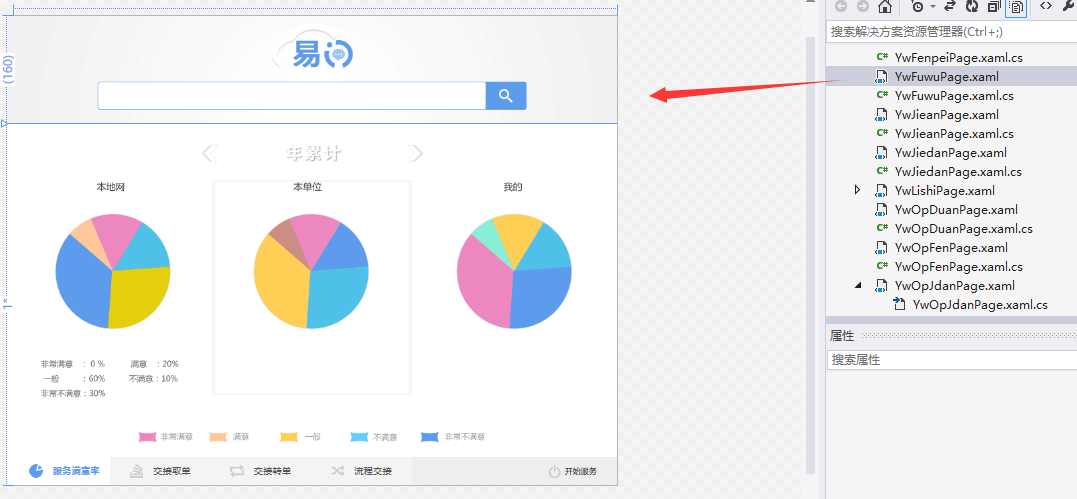 搜索解决方案资源管理器(Ctrl+;)
YwFenpeiPage.xaml.cs
YwFuwuPage.xaml
YwFuwuPage.xaml.cs
YwJieanPage.xaml
YwJieanPage.xaml.cs
YwJiedanPage.xaml
YwJiedanPage.xaml.cs
YwLishiPage.xaml
YwOpDuanPage.xaml
YwOpDuanPage.xaml.cs
YwOpFenPage.xaml
YwOpFenPage.xaml.cs
YwOpJdanPage.xaml
YwOpJdanPage.xaml.cs
属性
搜索属性
(160)
易
年累计
本地网 本单位 我的
1*
非常满意 : 0 % 满意 : 20%
一般 : 60% 不满意 : 10%
非常不满意 : 30%
非常满意 满意 一般 不满意 非常不满意
服务满意率 交接取单 交接转单 流程交接 开始服务